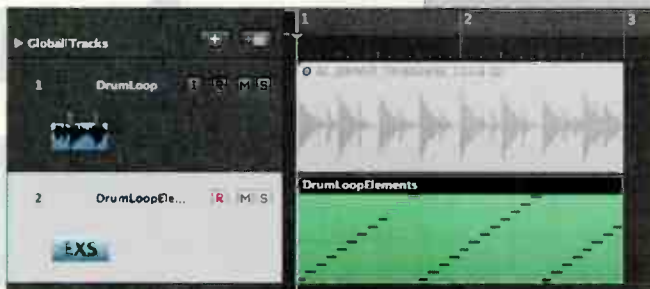 1 2 3
Global Tracks
1 DrumLoop I R M S
2 DrumLoopEle... R M S
DrumLoopElements
EXS